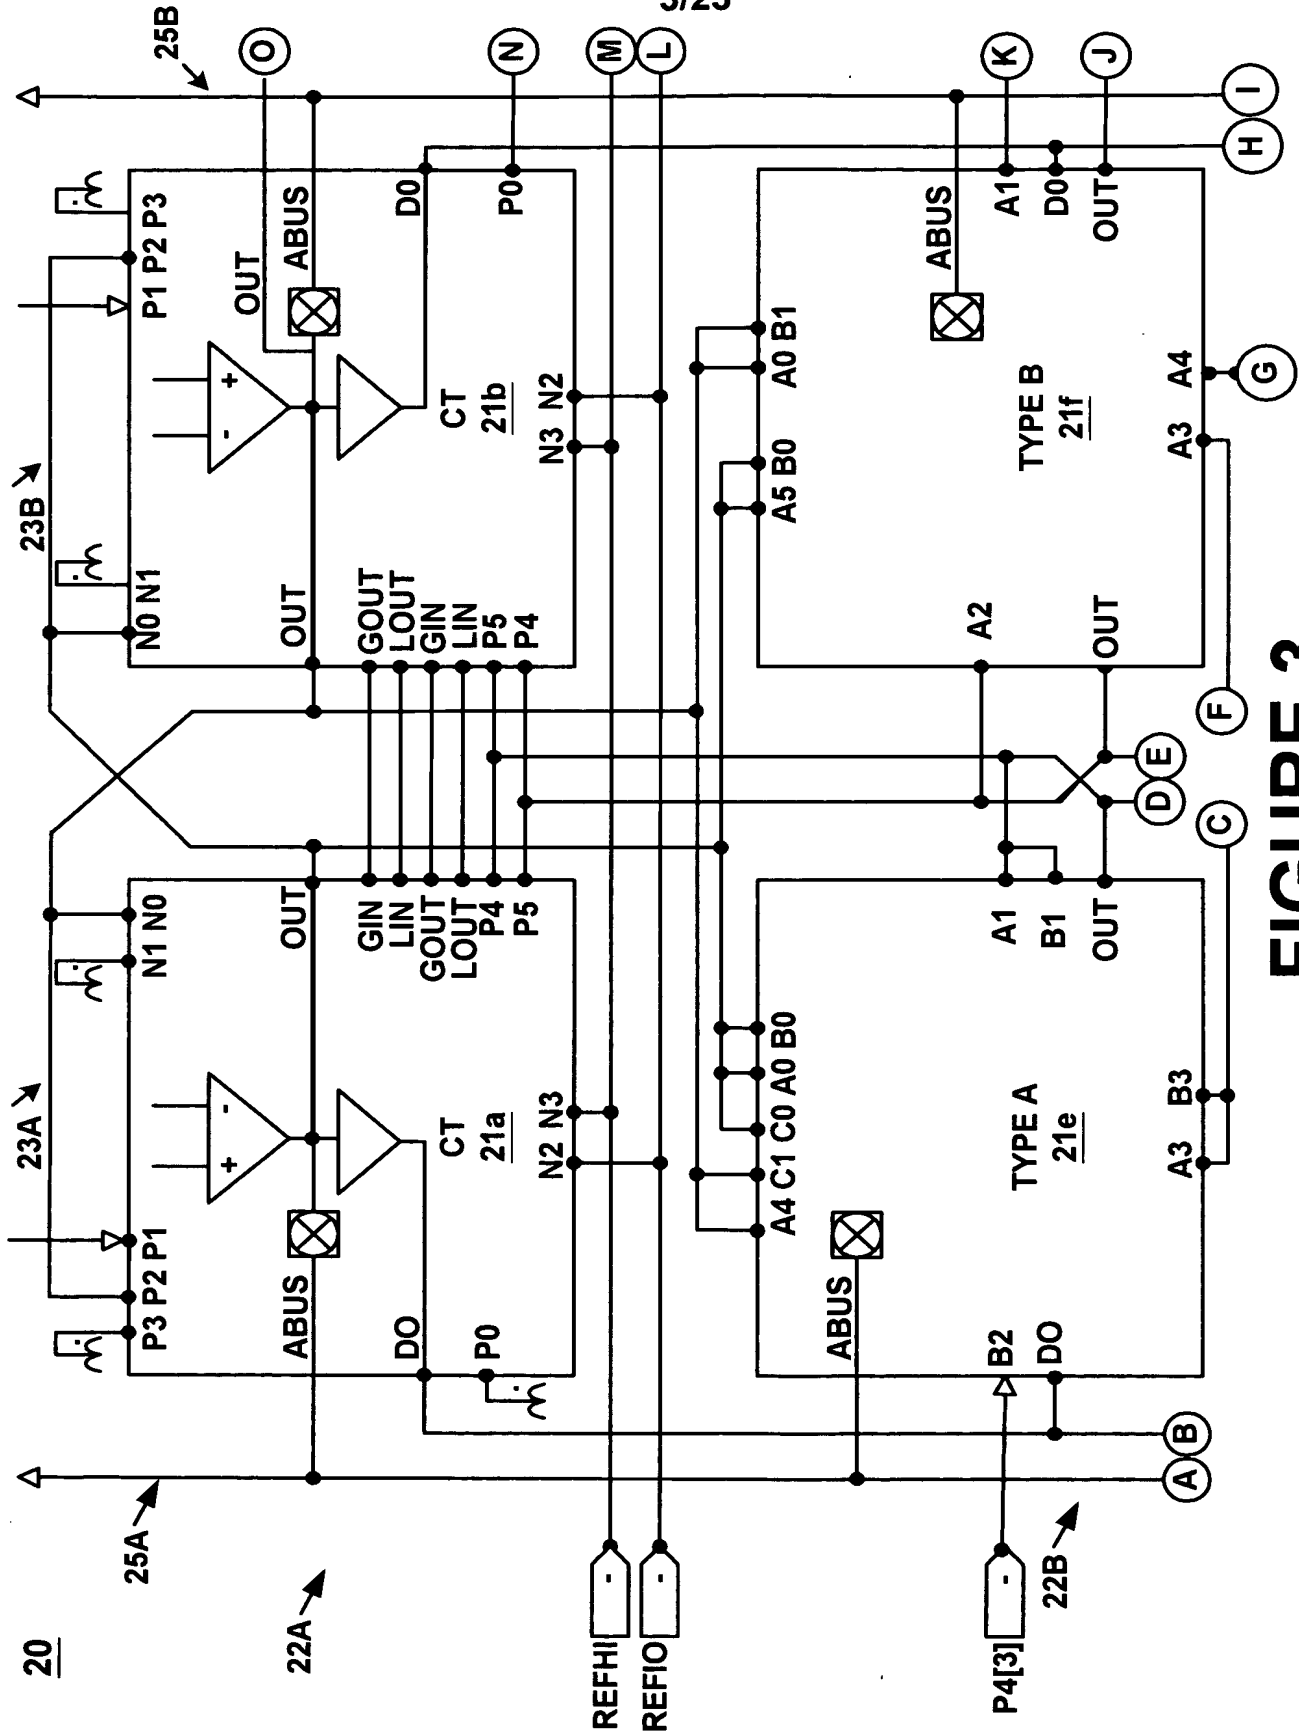 20
22A
25A
23A
23B
25B
P3 P2 P1
N1 N0
N0 N1
P1 P2 P3
+
-
-
+
O
ABUS
OUT
OUT
OUT
ABUS
DO
P0
GIN
LIN
GOUT
LOUT
P4
P5
GOUT
LOUT
GIN
LIN
P5
P4
D0
P0
N
CT
21a
CT
21b
N2 N3
N3 N2
REFHI
-
M
REFIO
-
L
A4 C1 C0 A0 B0
A5 B0
A0 B1
ABUS
ABUS
P4[3]
-
B2
DO
TYPE A
21e
A1
B1
OUT
A2
OUT
TYPE B
21f
A1
D0
OUT
K
J
22B
A3
B3
A3
A4
A
B
C
D
E
F
G
H
I
FIGURE